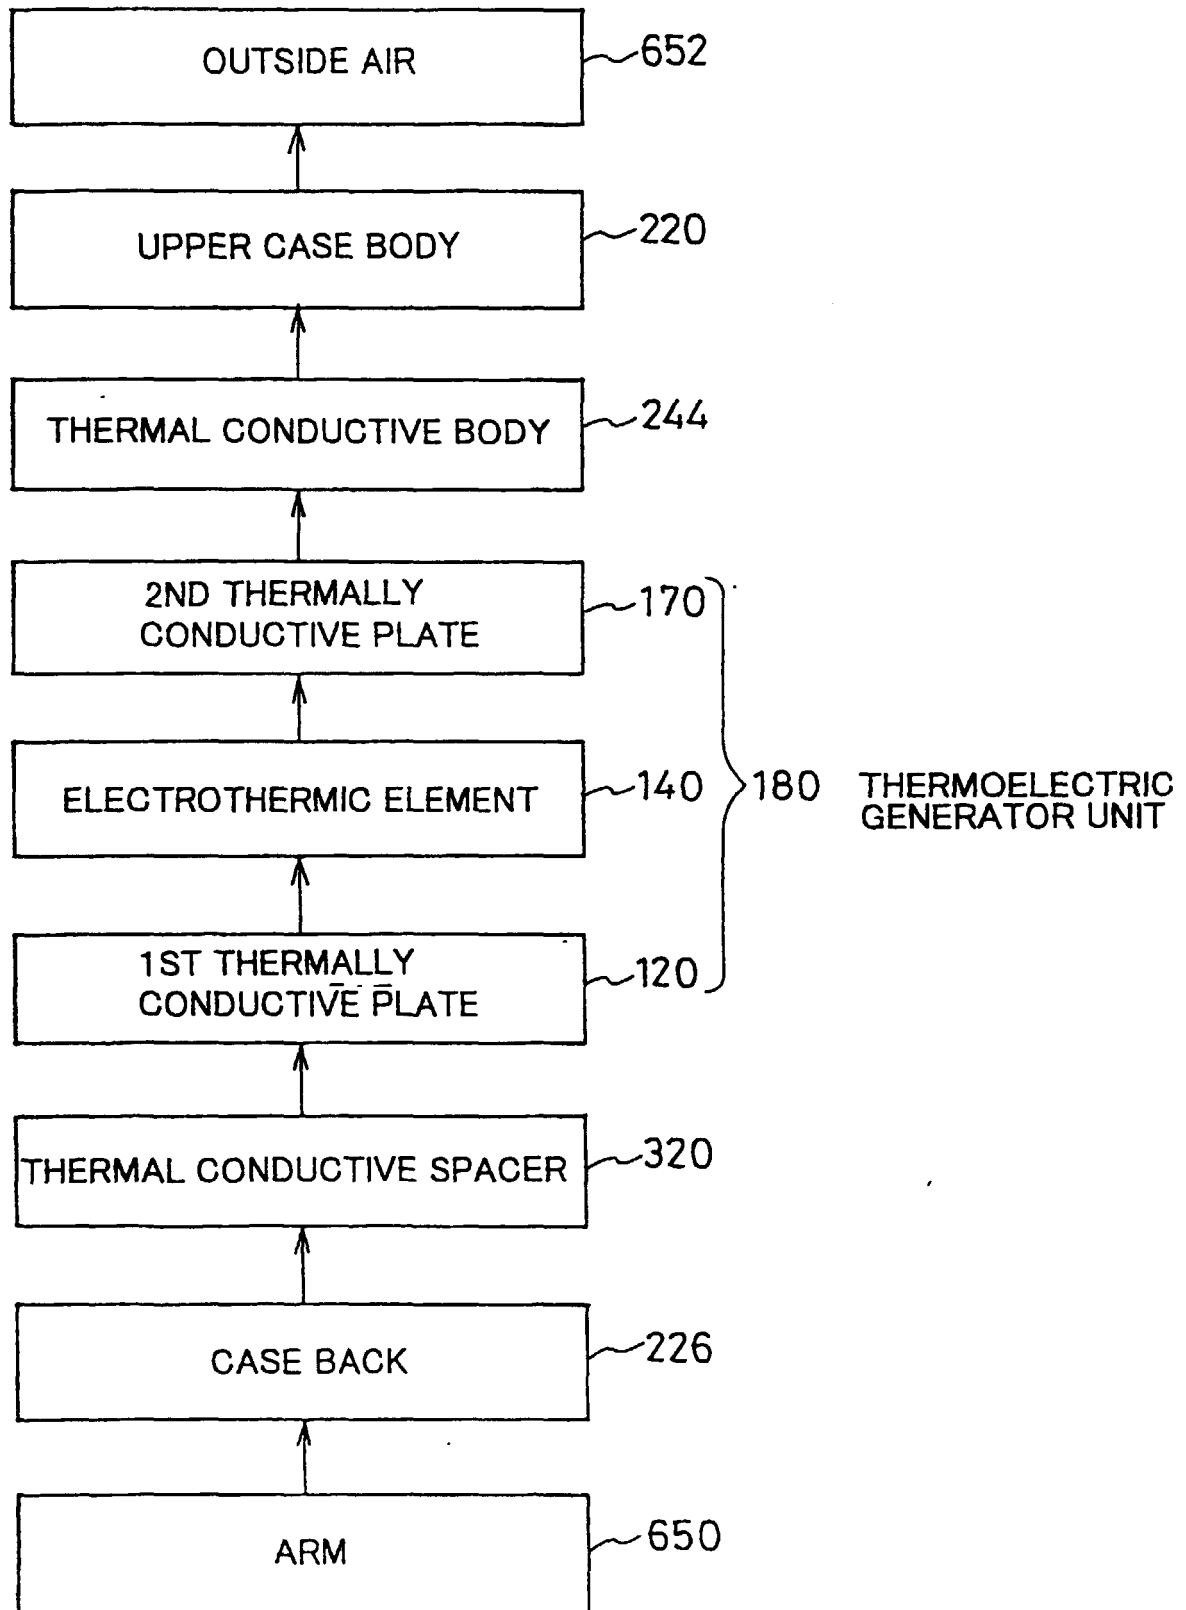 OUTSIDE AIR
652
UPPER CASE BODY
220
THERMAL CONDUCTIVE BODY
244
2ND THERMALLY
CONDUCTIVE PLATE
170
ELECTROTHERMIC ELEMENT
140
180
THERMOELECTRIC
GENERATOR UNIT
1ST THERMALLY
CONDUCTIVE PLATE
120
THERMAL CONDUCTIVE SPACER
320
CASE BACK
226
ARM
650